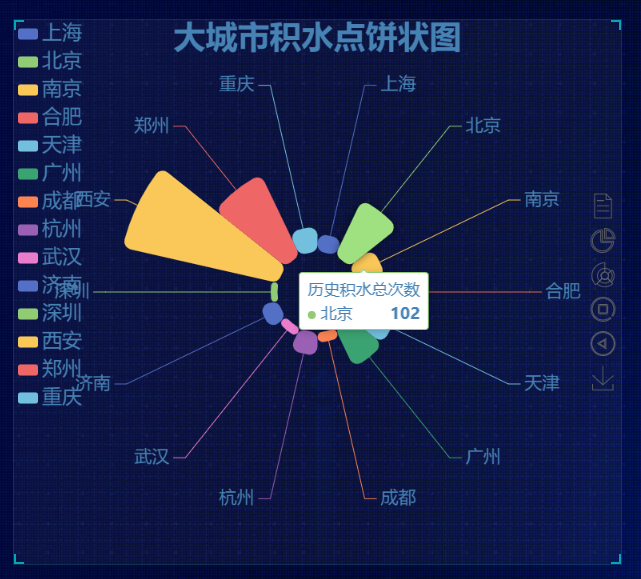 大城市积水点饼状图
上海
北京
南京
合肥
天津
广州
成都
杭州
武汉
济南
深圳
西安
郑州
重庆
重庆
上海
郑州
北京
西安
南京
深圳
合肥
历史积水总次数
北京 102
济南
天津
武汉
广州
杭州
成都